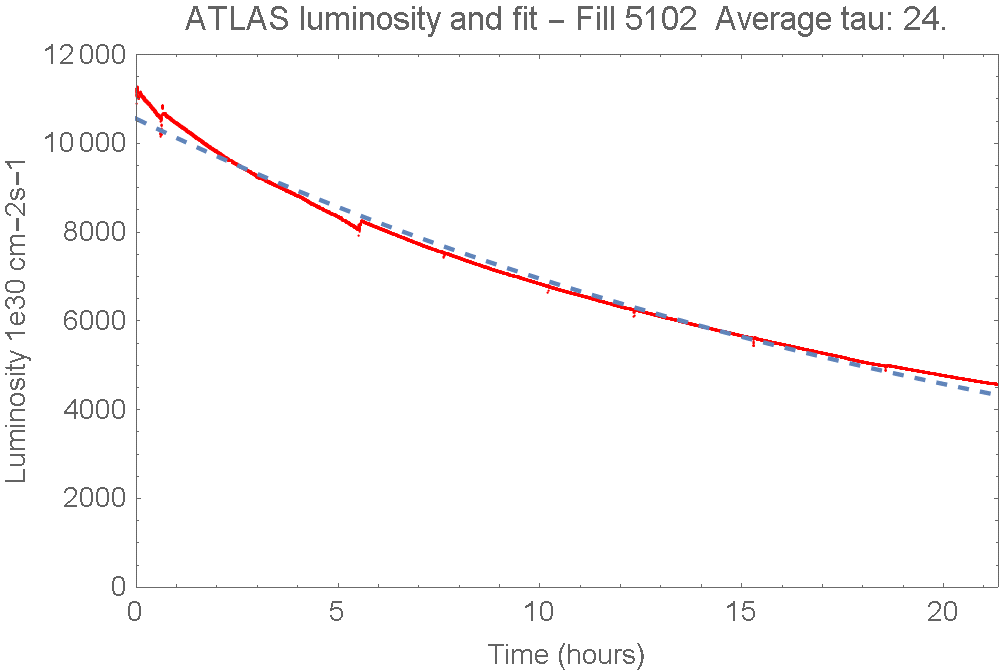 ATLAS luminosity and fit – Fill 5102  Average tau: 24.
Luminosity 1e30 cm–2s–1
12 000
10 000
8000
6000
4000
2000
0
0 5 10 15 20
Time (hours)